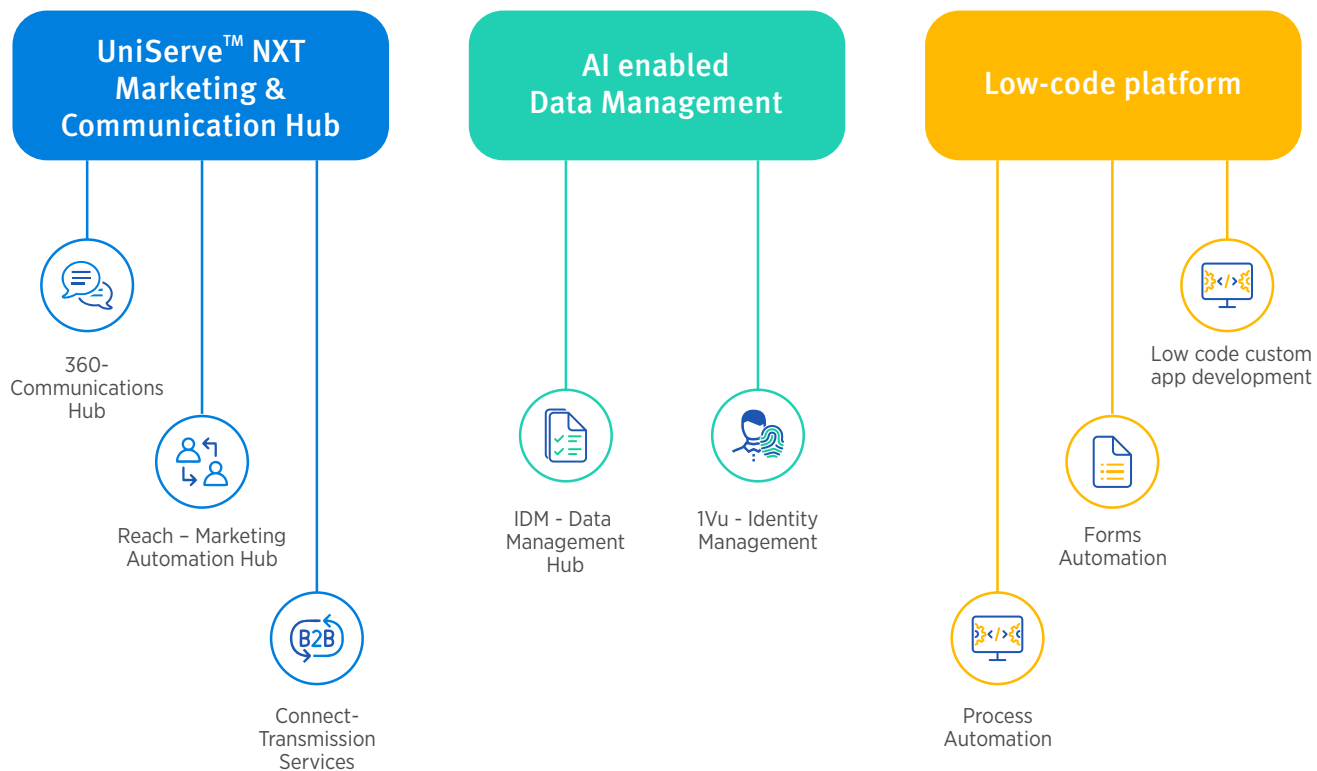 UniServe™ NXT
Marketing &
Communication Hub
360-
Communications
Hub
Reach – Marketing
Automation Hub
B2B
Connect-
Transmission
Services
AI enabled
Data Management
IDM - Data
Management
Hub
1Vu - Identity
Management
Low-code platform
</>
Low code custom
app development
Forms
Automation
</>
Process
Automation